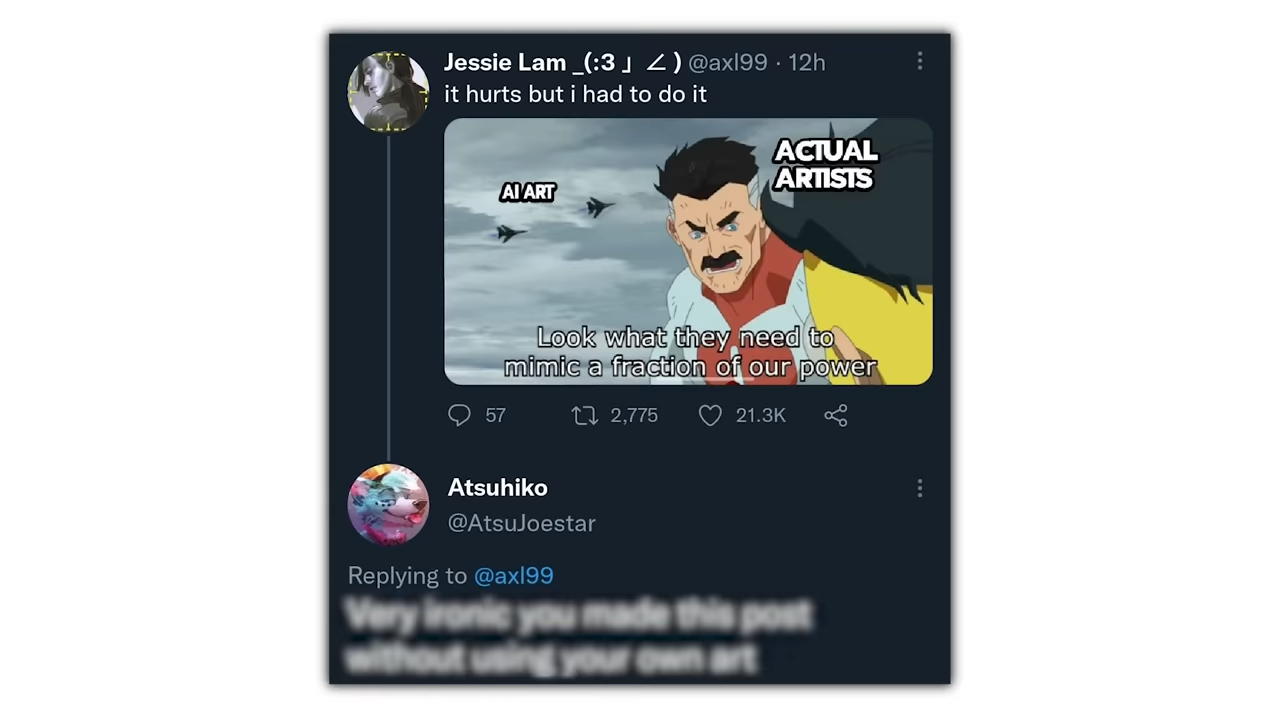 Jessie Lam _(:3 」∠ ) @axl99 · 12h
it hurts but i had to do it
AI ART
ACTUAL
ARTISTS
Look what they need to
mimic a fraction of our power
57 2,775 21.3K
Atsuhiko
@AtsuJoestar
Replying to @axl99
Very ironic you made this post
without using your own art